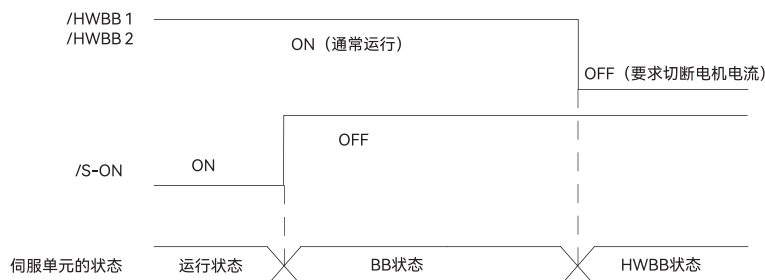 /HWBB 1
/HWBB 2
ON（通常运行）
OFF（要求切断电机电流）
OFF
/S-ON
ON
伺服单元的状态
运行状态
BB状态
HWBB状态